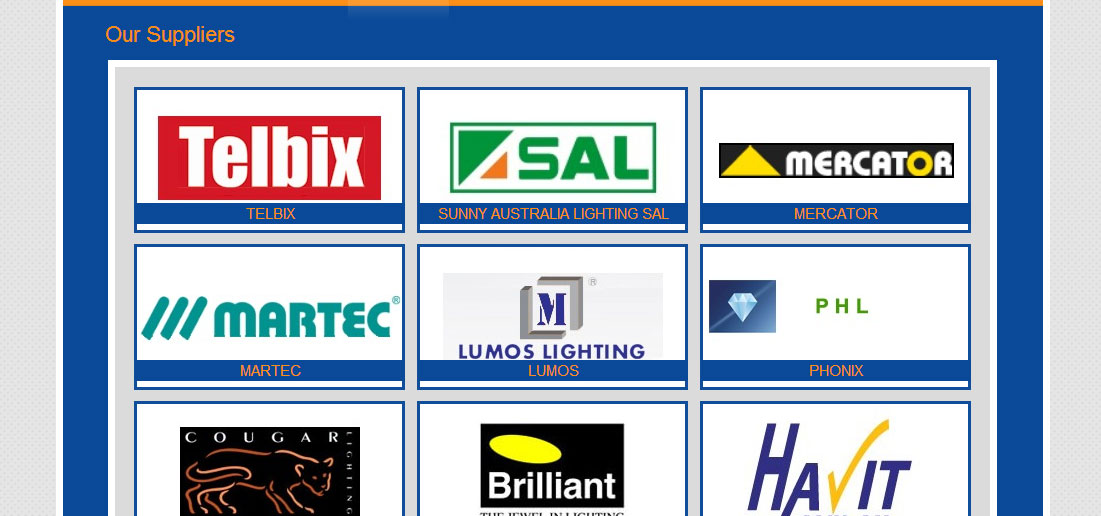 Our Suppliers
Telbix
SAL
MERCATOR
TELBIX
SUNNY AUSTRALIA LIGHTING SAL
MERCATOR
MARTEC®
M ®
LUMOS LIGHTING
PHL
MARTEC
LUMOS
PHONIX
COUGAR
LIGHTING
Brilliant
THE JEWEL IN LIGHTING
HAVIT